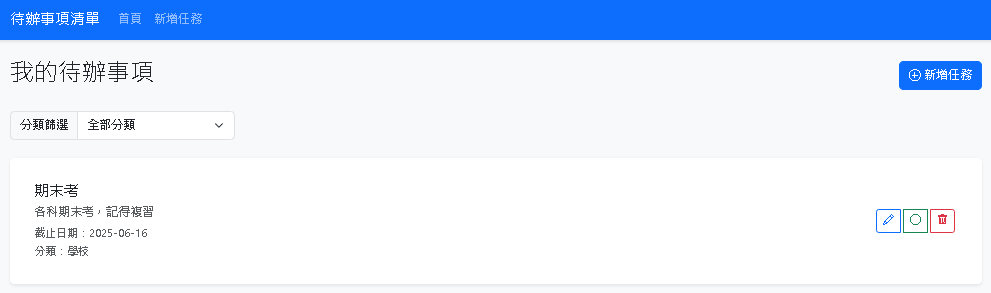 待辦事項清單 首頁 新增任務
我的待辦事項
新增任務
分類篩選 全部分類
期末考
各科期末考，記得複習
截止日期：2025-06-16
分類：學校